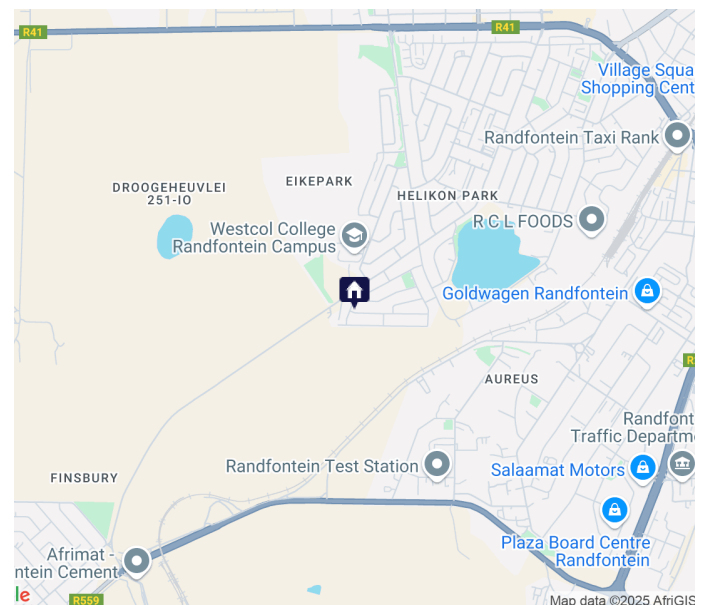 R41
R41
Village Squa
Shopping Cent
Randfontein Taxi Rank
EIKEPARK
DROOGEHEUVLEI
251-IO
HELIKON PARK
R C L FOODS
Westcol College
Randfontein Campus
Goldwagen Randfontein
R
AUREUS
Randfont
Traffic Departm
Randfontein Test Station
Salaamat Motors
FINSBURY
Plaza Board Centre
Randfontein
Afrimat -
ntein Cement
le
R559
Map data ©2025 AfriGIS